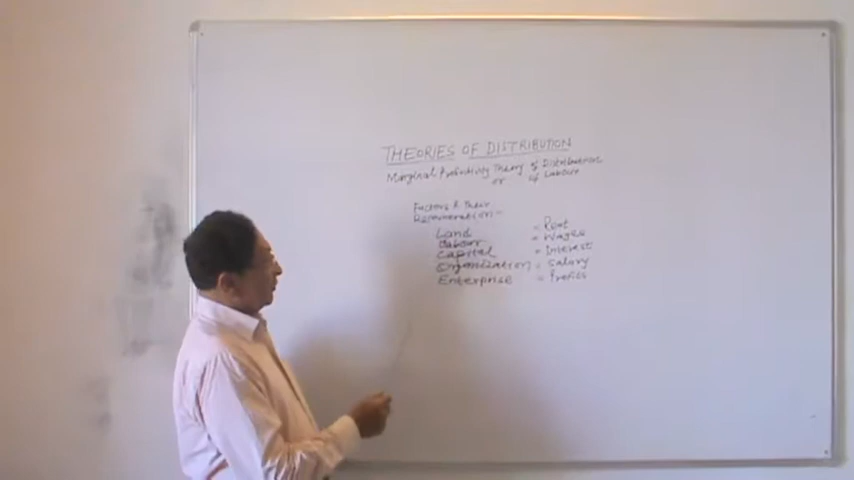 THEORIES OF DISTRIBUTION
Marginal Productivity Theory of Distribution
or of Labour
Factors & their
Remuneration:-
Land = Rent
Labour = Wages
Capital = Interest
Organization = Salary
Enterprise = Profits